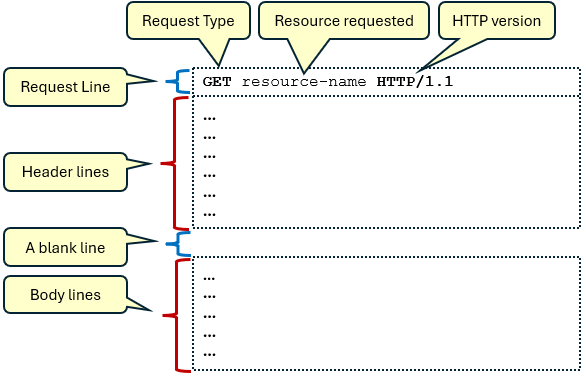 Request Type
Resource requested
HTTP version
Request Line
GET resource-name HTTP/1.1
Header lines
...
...
...
...
...
...
A blank line
Body lines
...
...
...
...
...